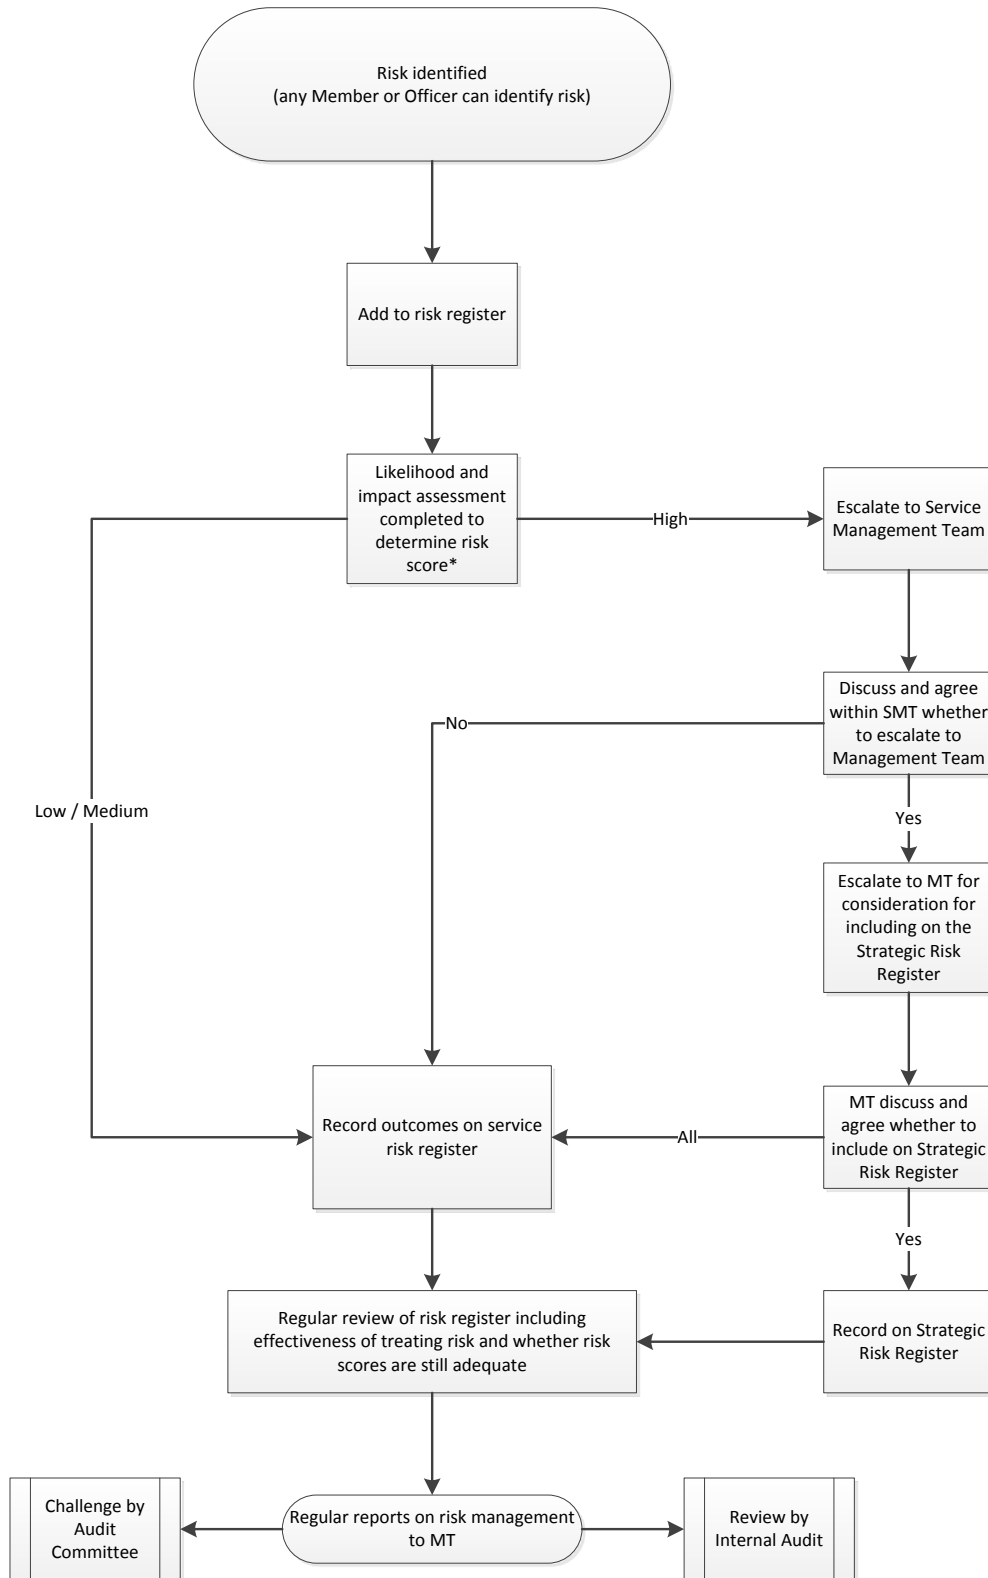 Risk identified
(any Member or Officer can identify risk)
Add to risk register
Likelihood and
impact assessment
completed to
determine risk
score*
High
Escalate to Service
Management Team
Discuss and agree
within SMT whether
to escalate to
Management Team
No
Low / Medium
Yes
Escalate to MT for
consideration for
including on the
Strategic Risk
Register
MT discuss and
agree whether to
include on Strategic
Risk Register
All
Record outcomes on service
risk register
Yes
Regular review of risk register including
effectiveness of treating risk and whether risk
scores are still adequate
Record on Strategic
Risk Register
Challenge by
Audit
Committee
Regular reports on risk management
to MT
Review by
Internal Audit